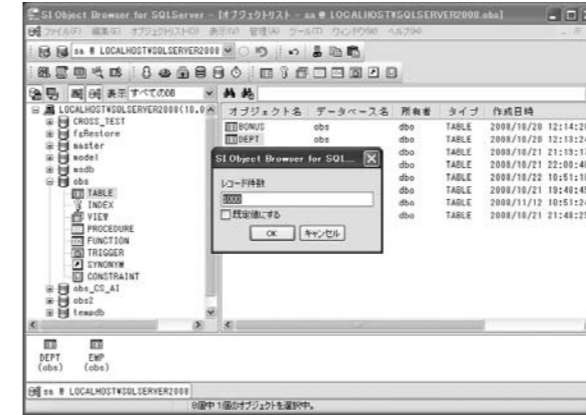 SI Object Browser for SQLServer - [オブジェクトリスト - sa @ LOCALHOST¥SQLSERVER2008.obs]
ファイル(F) 編集(E) オブジェクトリスト(O) 表示(V) 管理(A) ツール(T) ウィンドウ(W) ヘルプ(H)
sa @ LOCALHOST¥SQLSERVER2008
表示 すべてのDB
LOCALHOST¥SQLSERVER2008(10.0
CROSS_TEST
fgRestore
master
model
msdb
obs
TABLE
INDEX
VIEW
PROCEDURE
FUNCTION
TRIGGER
SYNONYM
CONSTRAINT
obs_CS_AI
obs2
tempdb
オブジェクト名 データベース名 所有者 タイプ 作成日時
BONUS obs dbo TABLE 2008/10/20 12:14:2
DEPT obs dbo TABLE 2008/10/20 12:13:2
dbo TABLE 2008/10/21 21:19:1
dbo TABLE 2008/10/21 22:00:4
dbo TABLE 2008/10/22 10:51:1
dbo TABLE 2008/10/21 19:40:4
dbo TABLE 2008/11/12 10:51:2
dbo TABLE 2008/10/21 21:48:2
SI Object Browser for SQL...
レコード件数
既定値にする
OK キャンセル
DEPT EMP
(obs) (obs)
sa @ LOCALHOST¥SQLSERVER2008
8個中 1個のオブジェクトを選択中。